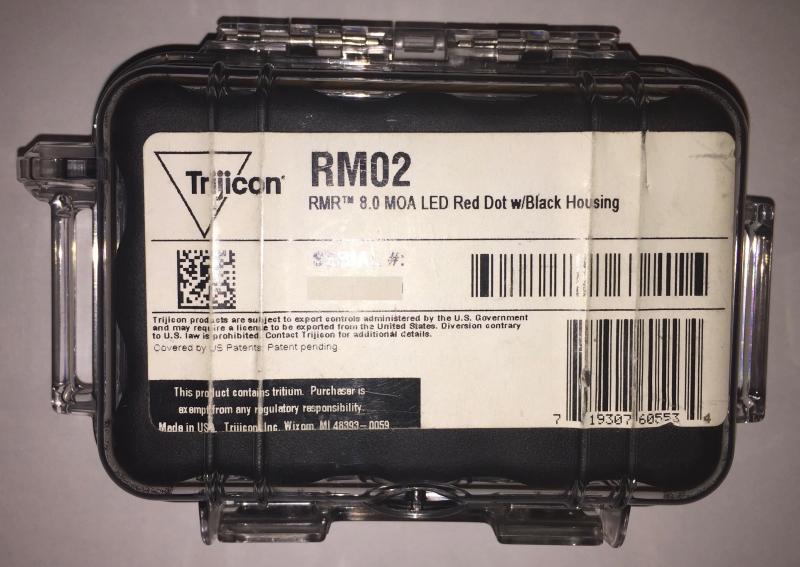 Trijicon®
RM02
RMR™ 8.0 MOA LED Red Dot w/Black Housing
SERIAL #:
Trijicon products are subject to export controls administered by the U.S. Government
and may require a license to be exported from the United States. Diversion contrary
to U.S. law is prohibited. Contact Trijicon for additional details.
Covered by US Patents: Patent pending
This product contains tritium. Purchaser is
exempt from any regulatory responsibility.
Made in USA. Trijicon, Inc. Wixom, MI 48393-0059
7 19307 60553 4